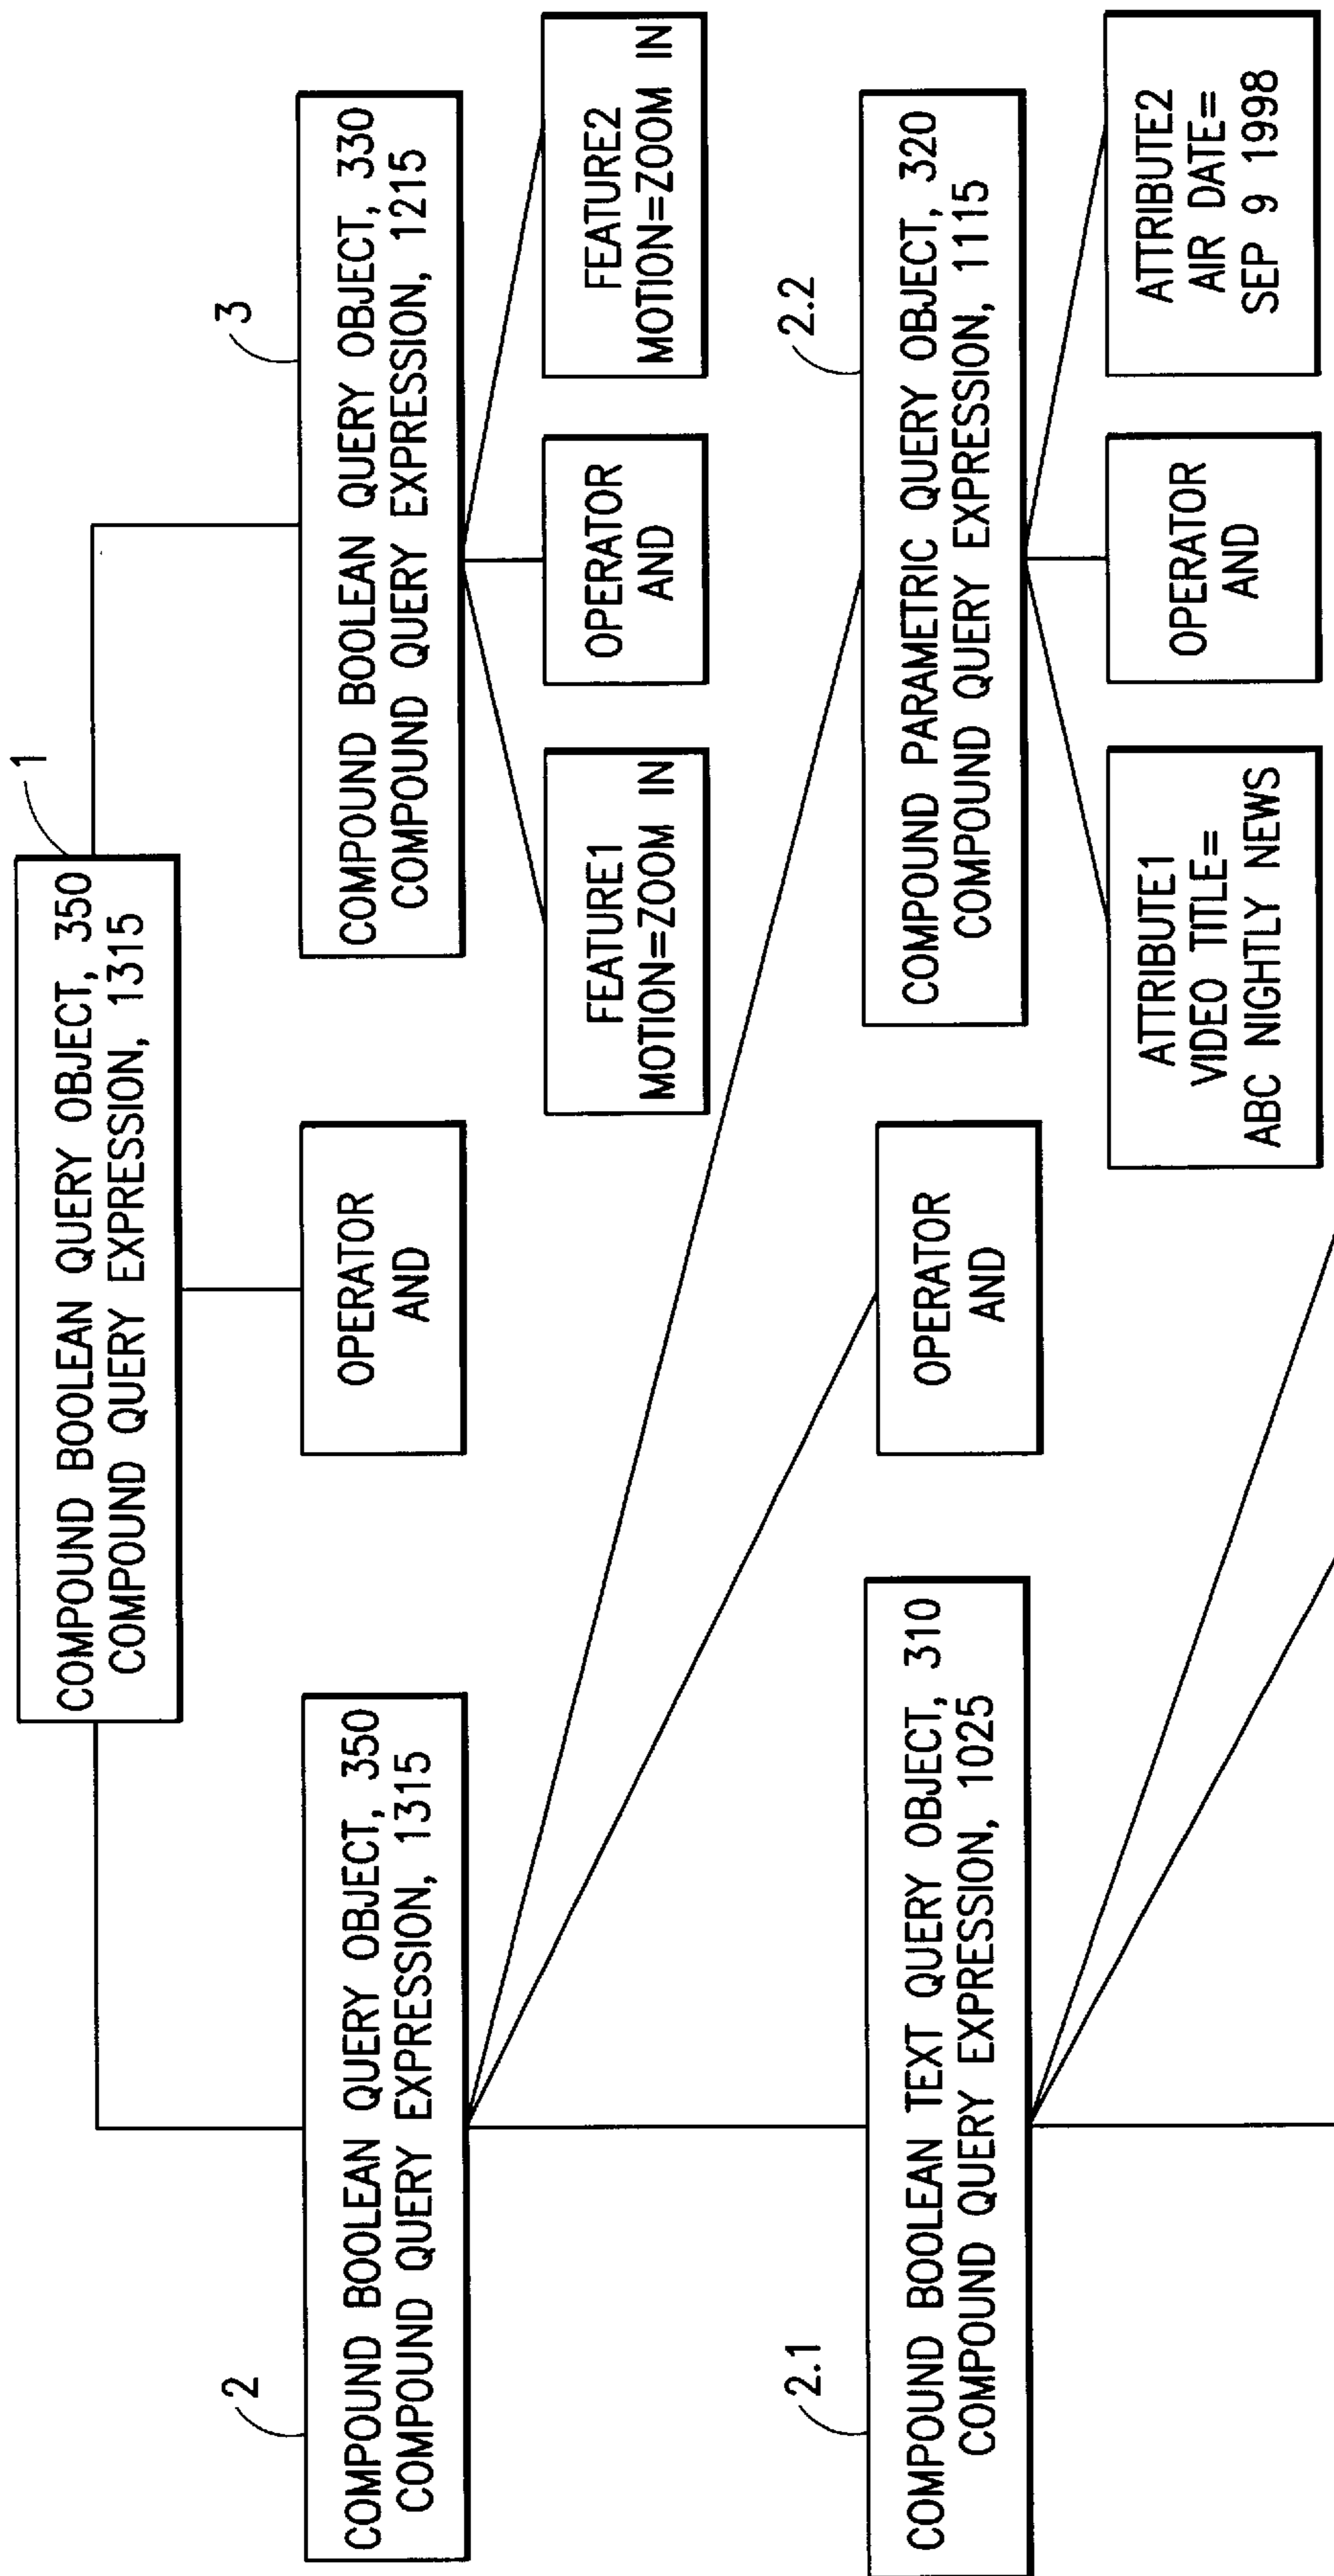 1
COMPOUND BOOLEAN QUERY OBJECT, 350
COMPOUND QUERY EXPRESSION, 1315
2
COMPOUND BOOLEAN QUERY OBJECT, 350
COMPOUND QUERY EXPRESSION, 1315
OPERATOR
AND
3
COMPOUND BOOLEAN QUERY OBJECT, 330
COMPOUND QUERY EXPRESSION, 1215
FEATURE1
MOTION=ZOOM IN
OPERATOR
AND
FEATURE2
MOTION=ZOOM IN
2.1
COMPOUND BOOLEAN TEXT QUERY OBJECT, 310
COMPOUND QUERY EXPRESSION, 1025
OPERATOR
AND
2.2
COMPOUND PARAMETRIC QUERY OBJECT, 320
COMPOUND QUERY EXPRESSION, 1115
ATTRIBUTE1
VIDEO TITLE=
ABC NIGHTLY NEWS
OPERATOR
AND
ATTRIBUTE2
AIR DATE=
SEP 9 1998